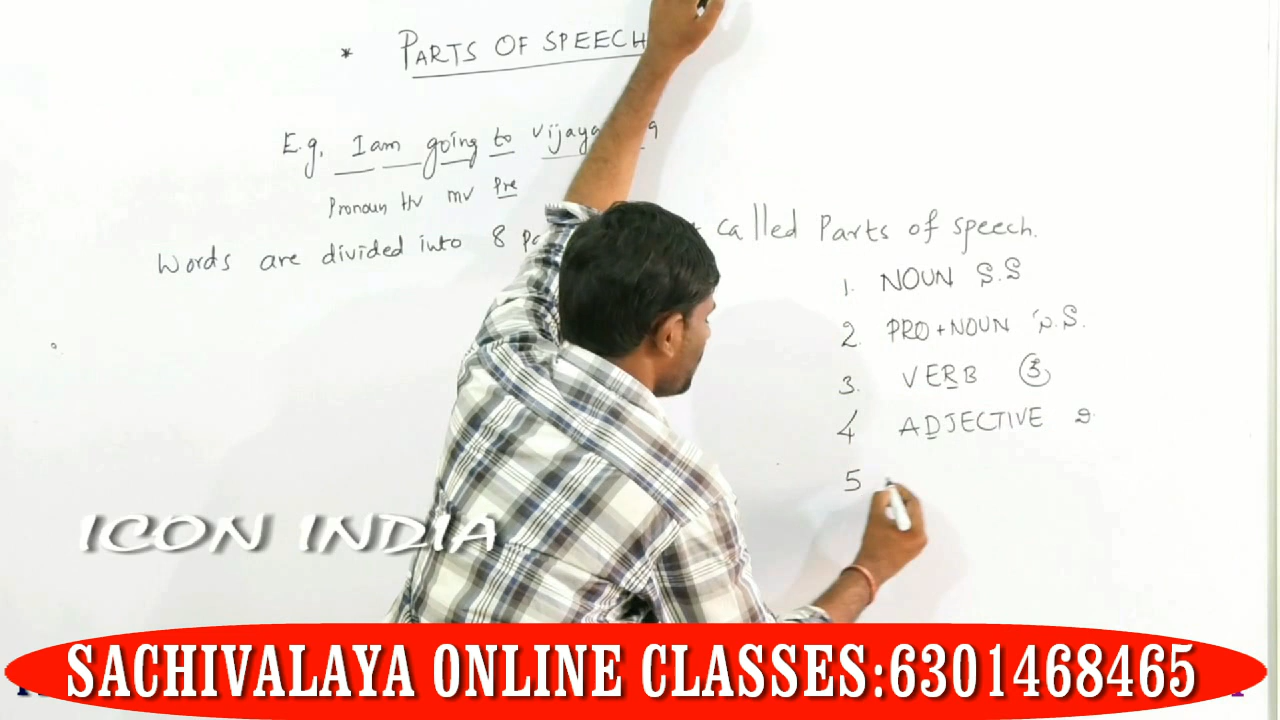 * PARTS OF SPEECH
E.g. I am going to vijaya
Pronoun HV MV Pre
Words are divided into 8 called Parts of speech.
1. NOUN S.S
2. PRO+NOUN S.
3. VERB 3
4 ADJECTIVE
5
ICON INDIA
SACHIVALAYA ONLINE CLASSES:6301468465